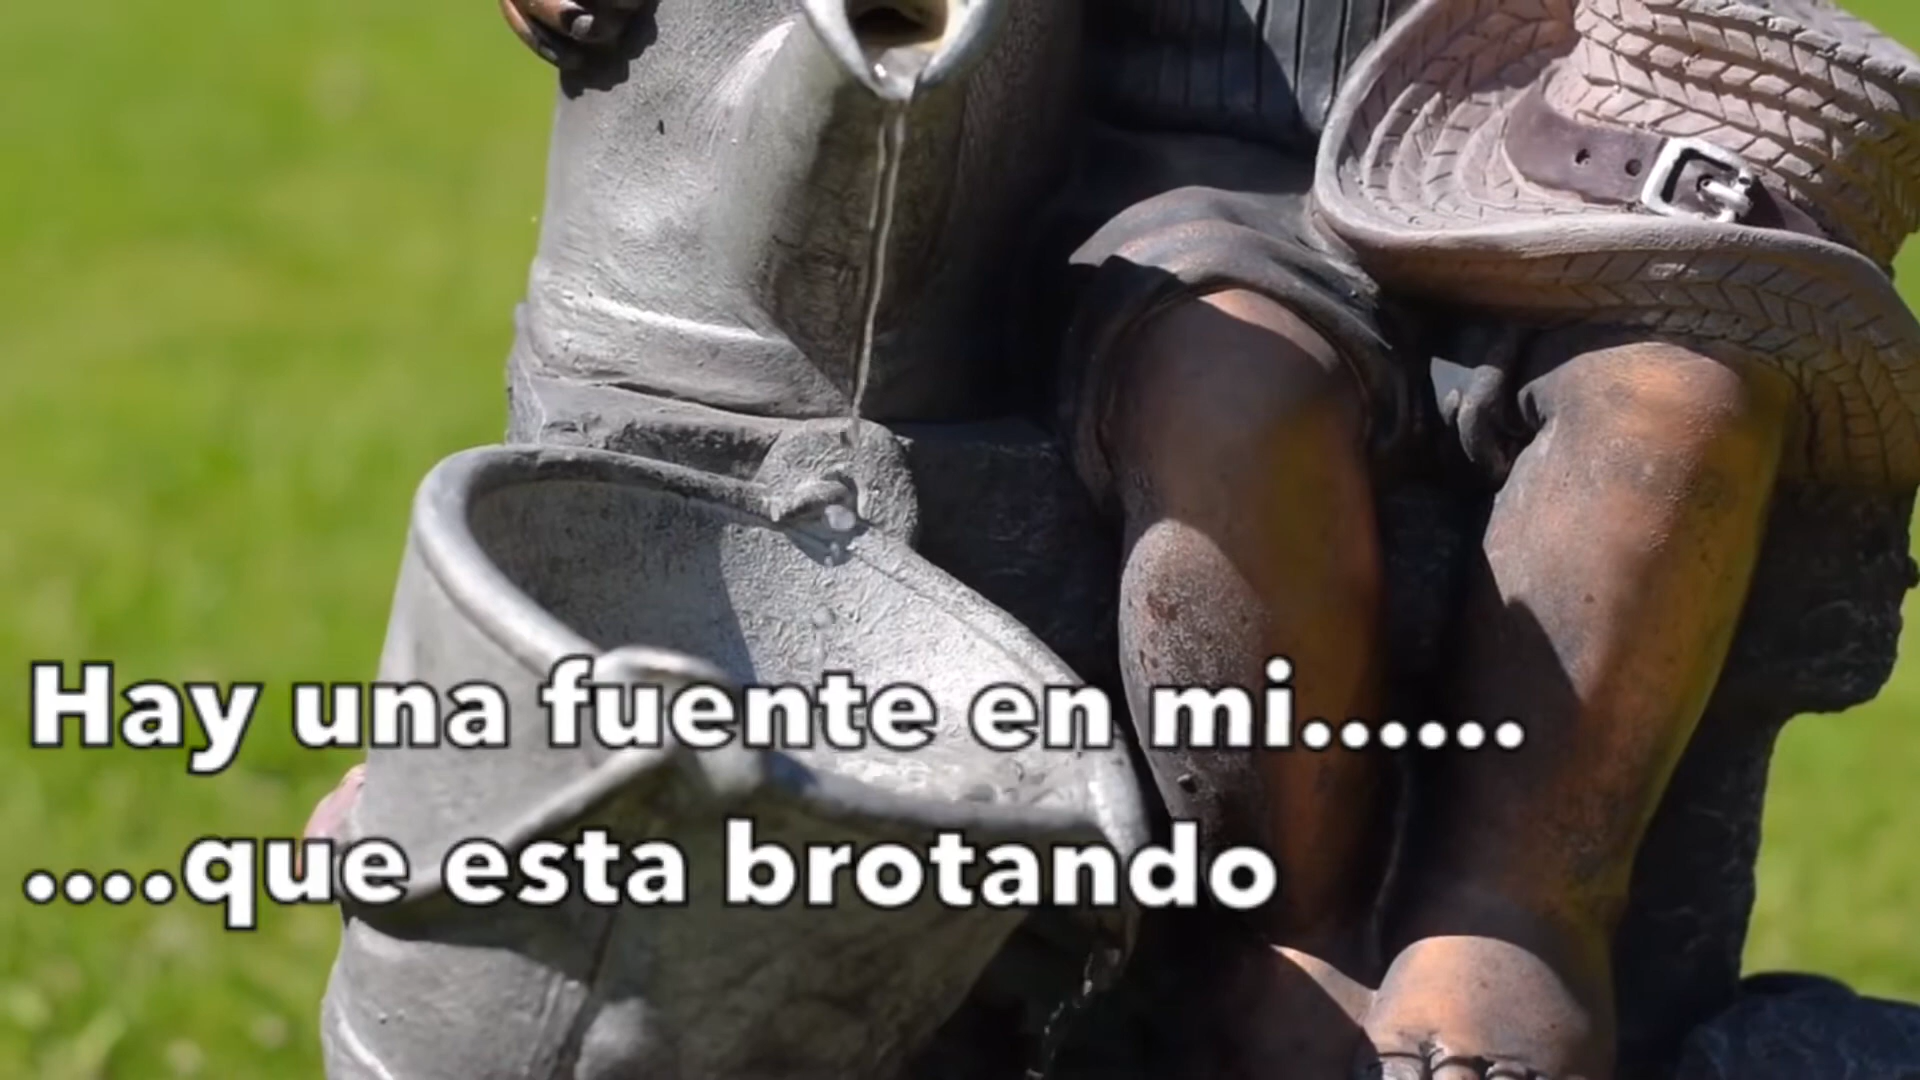 Hay una fuente en mi......
....que esta brotando